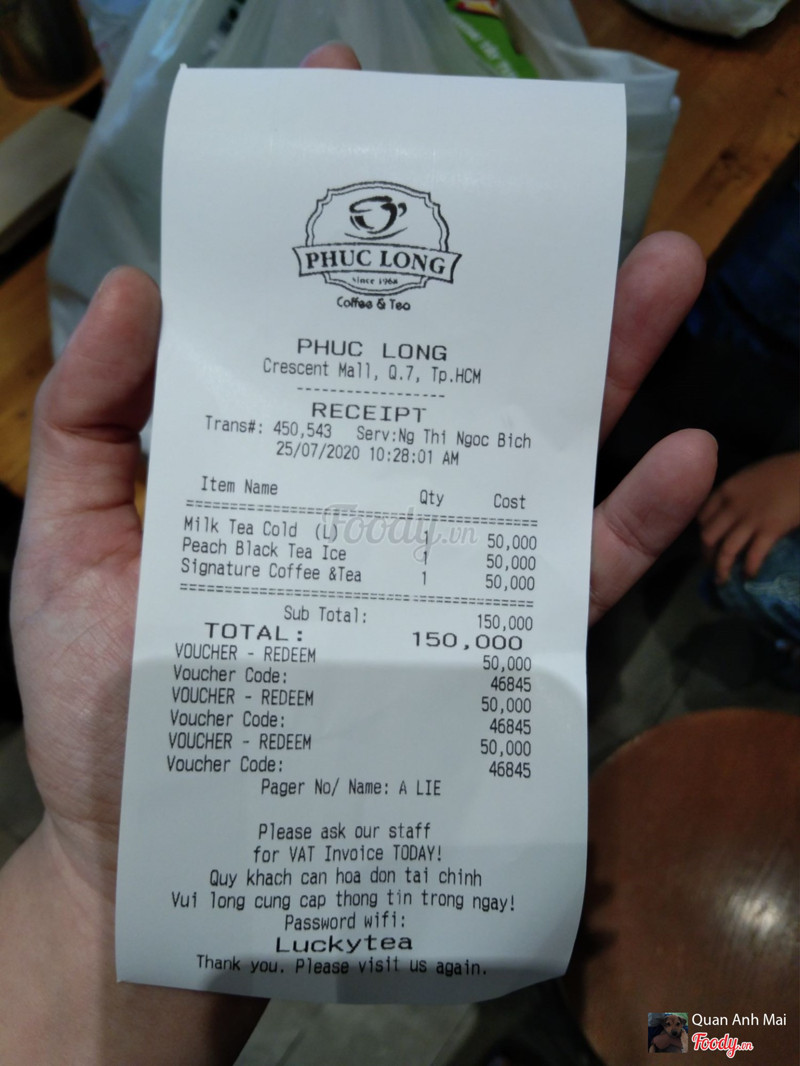 PHUC LONG
since 1968
Coffee & Tea
PHUC LONG
Crescent Mall, Q.7, Tp.HCM
RECEIPT
Trans#: 450,543 Serv:Ng Thi Ngoc Bich
25/07/2020 10:28:01 AM
Item Name Qty Cost
Milk Tea Cold (L) 1 50,000
Peach Black Tea Ice 1 50,000
Signature Coffee &Tea 1 50,000
Sub Total: 150,000
TOTAL: 150,000
VOUCHER - REDEEM 50,000
Voucher Code: 46845
VOUCHER - REDEEM 50,000
Voucher Code: 46845
VOUCHER - REDEEM 50,000
Voucher Code: 46845
Pager No/ Name: A LIE
Please ask our staff
for VAT Invoice TODAY!
Quy khach can hoa don tai chinh
Vui long cung cap thong tin trong ngay!
Password wifi:
Luckytea
Thank you. Please visit us again.
Foody.vn
Quan Anh Mai
Foody.vn